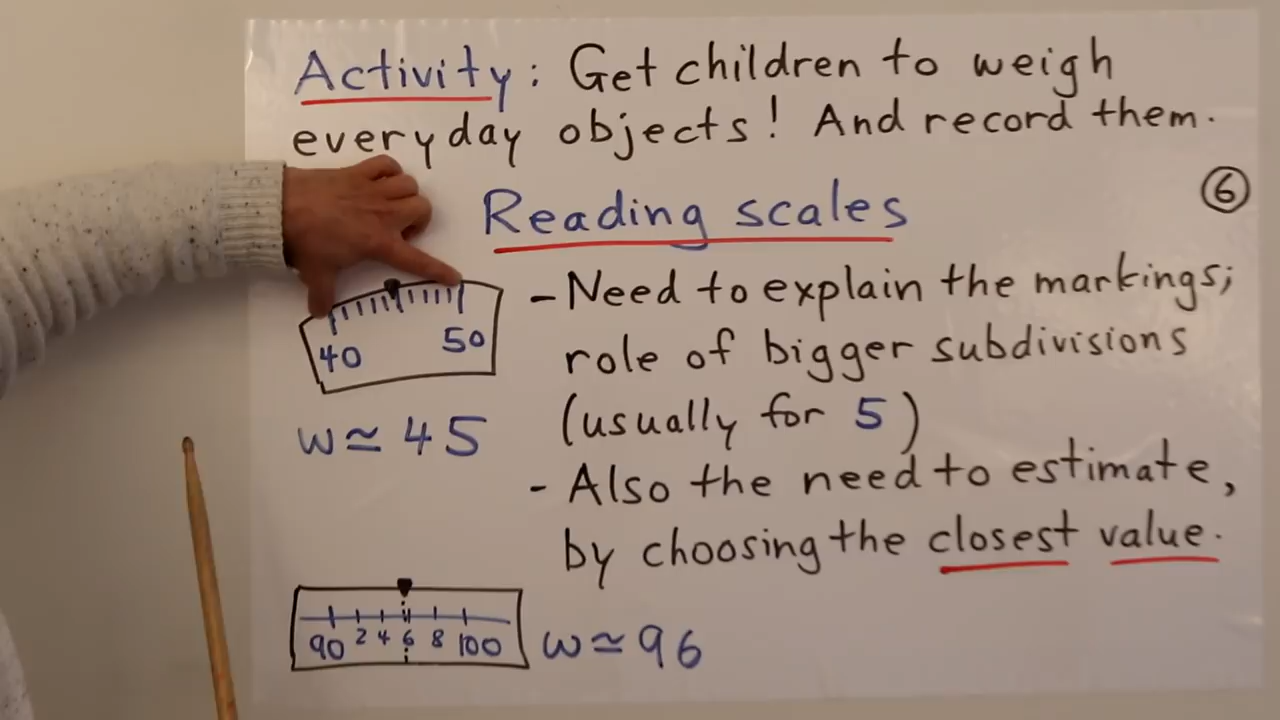 Activity: Get children to weigh
everyday objects! And record them.
6
Reading scales
- Need to explain the markings;
role of bigger subdivisions
(usually for 5)
- Also the need to estimate,
by choosing the closest value.
40 50
w ≃ 45
90 2 4 6 8 100
w ≃ 96